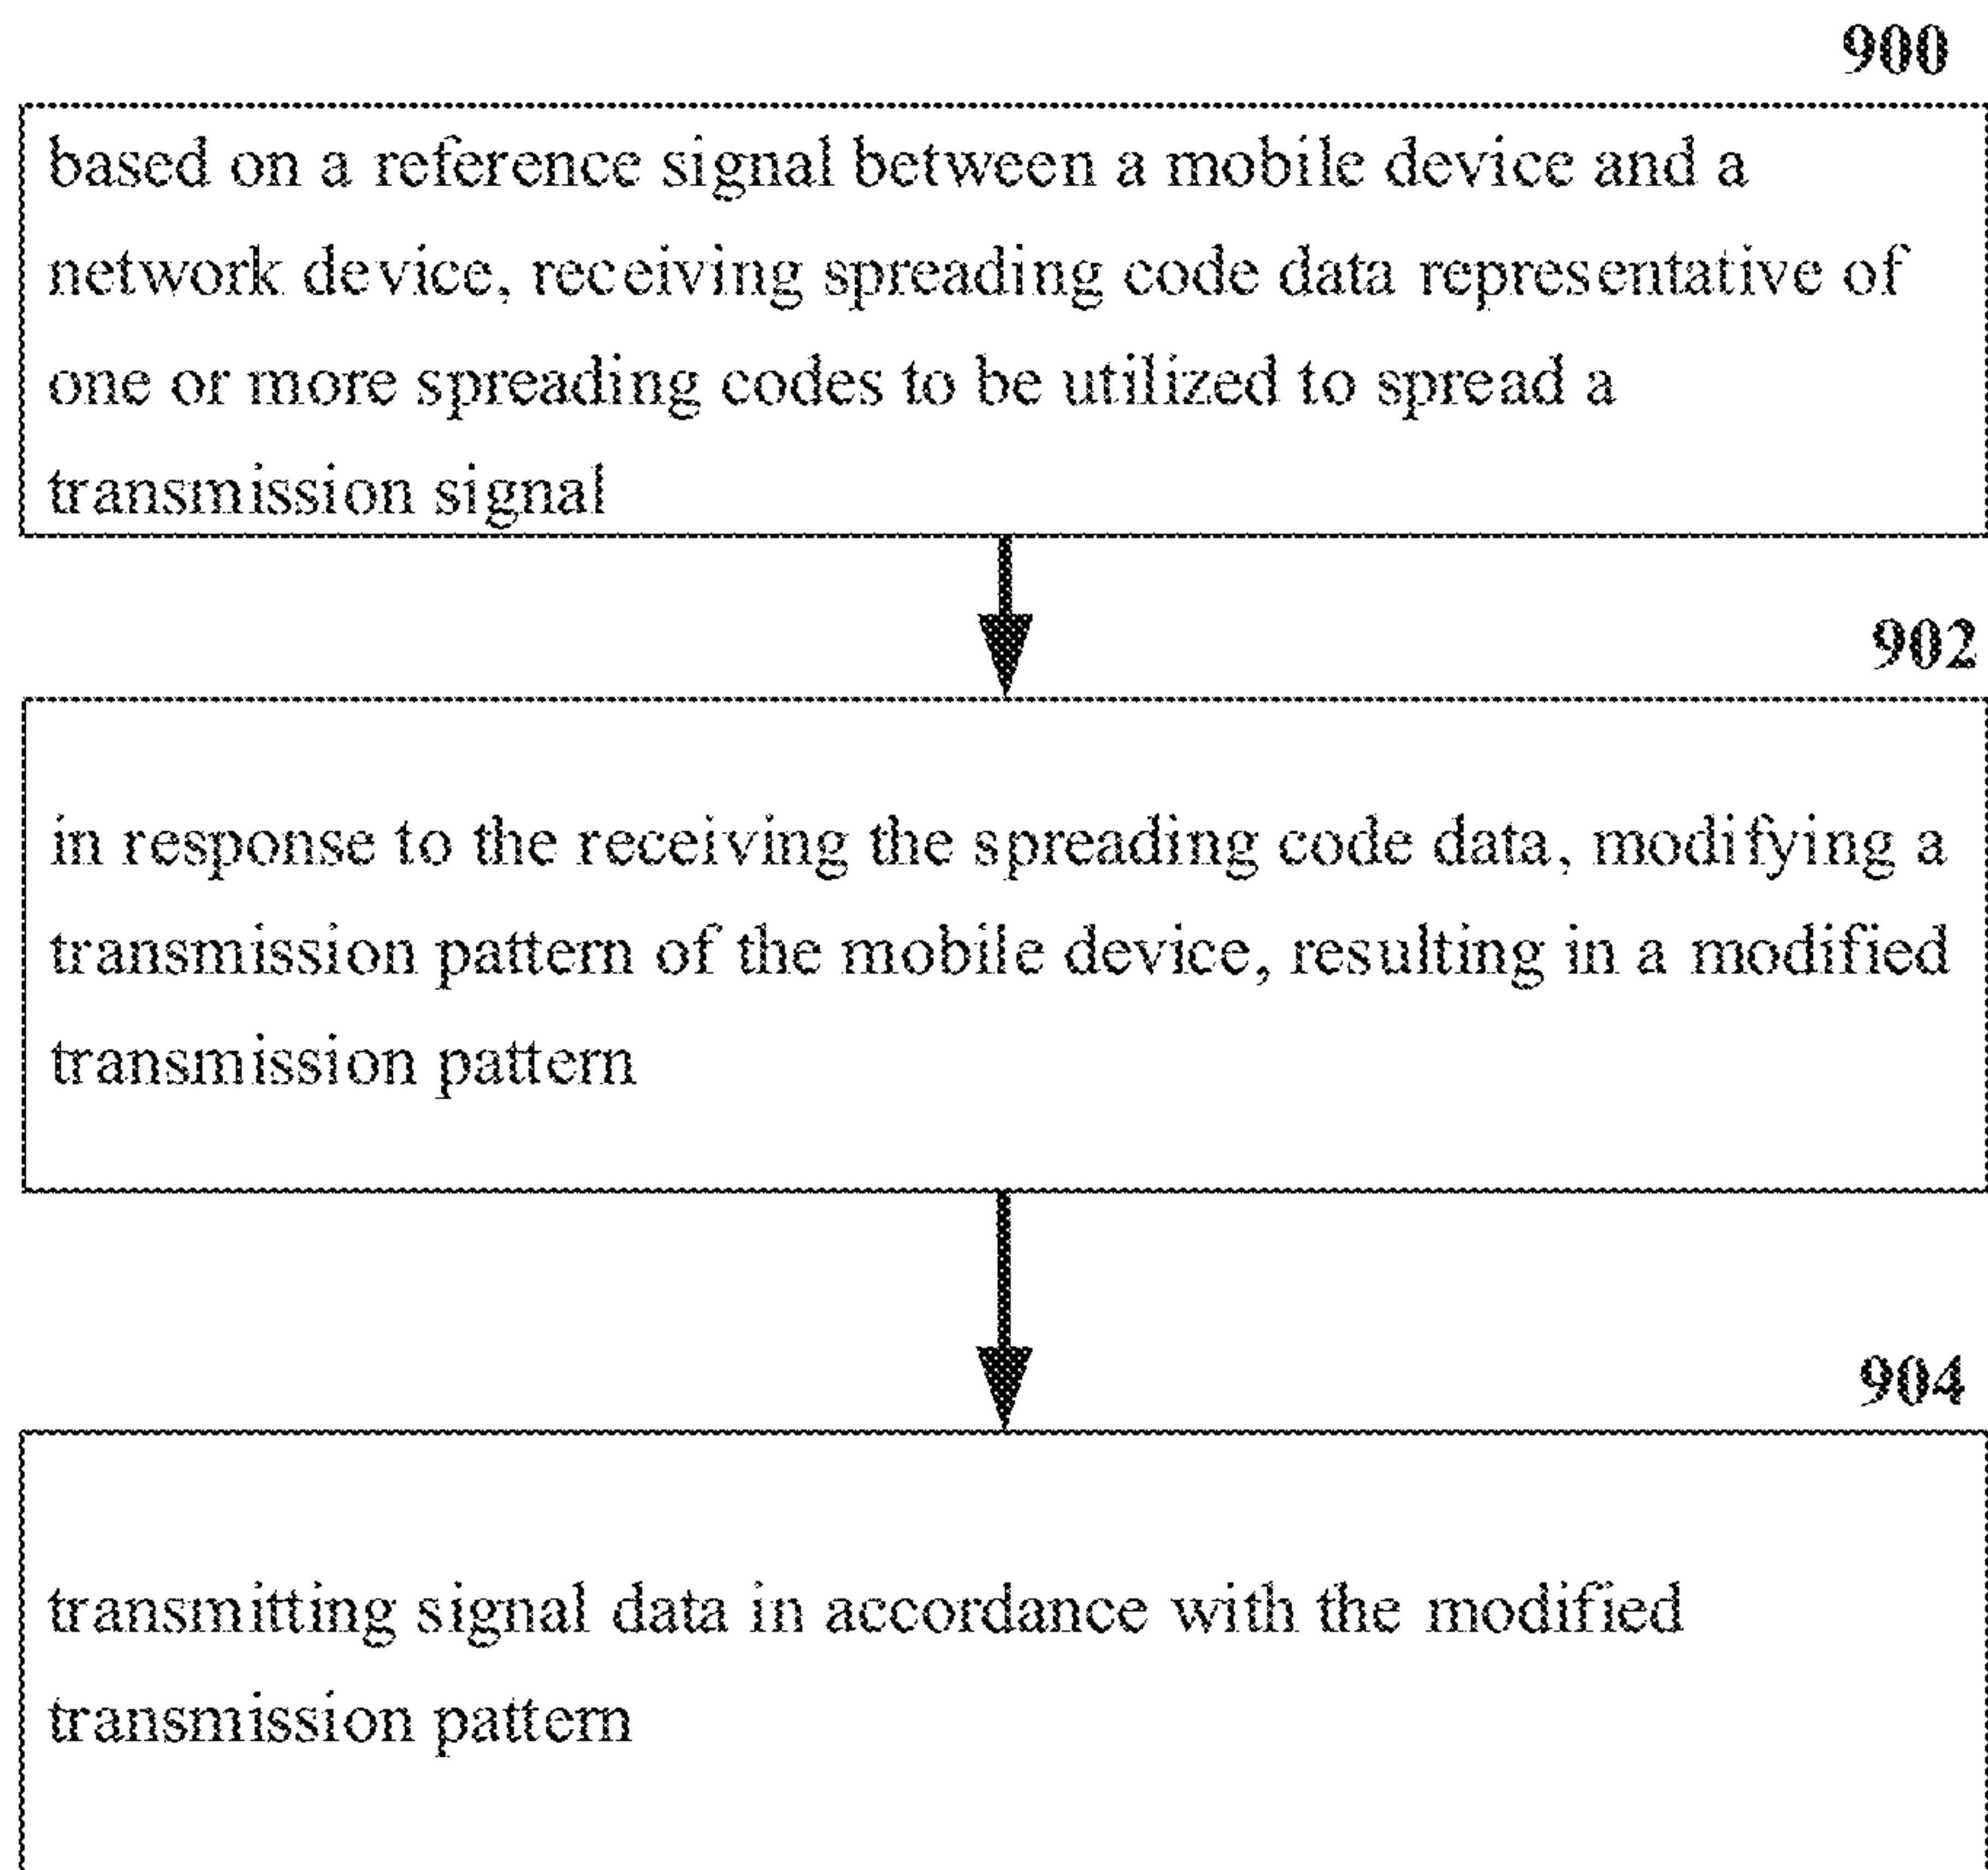 900
based on a reference signal between a mobile device and a
network device, receiving spreading code data representative of
one or more spreading codes to be utilized to spread a
transmission signal
902
in response to the receiving the spreading code data, modifying a
transmission pattern of the mobile device, resulting in a modified
transmission pattern
904
transmitting signal data in accordance with the modified
transmission pattern